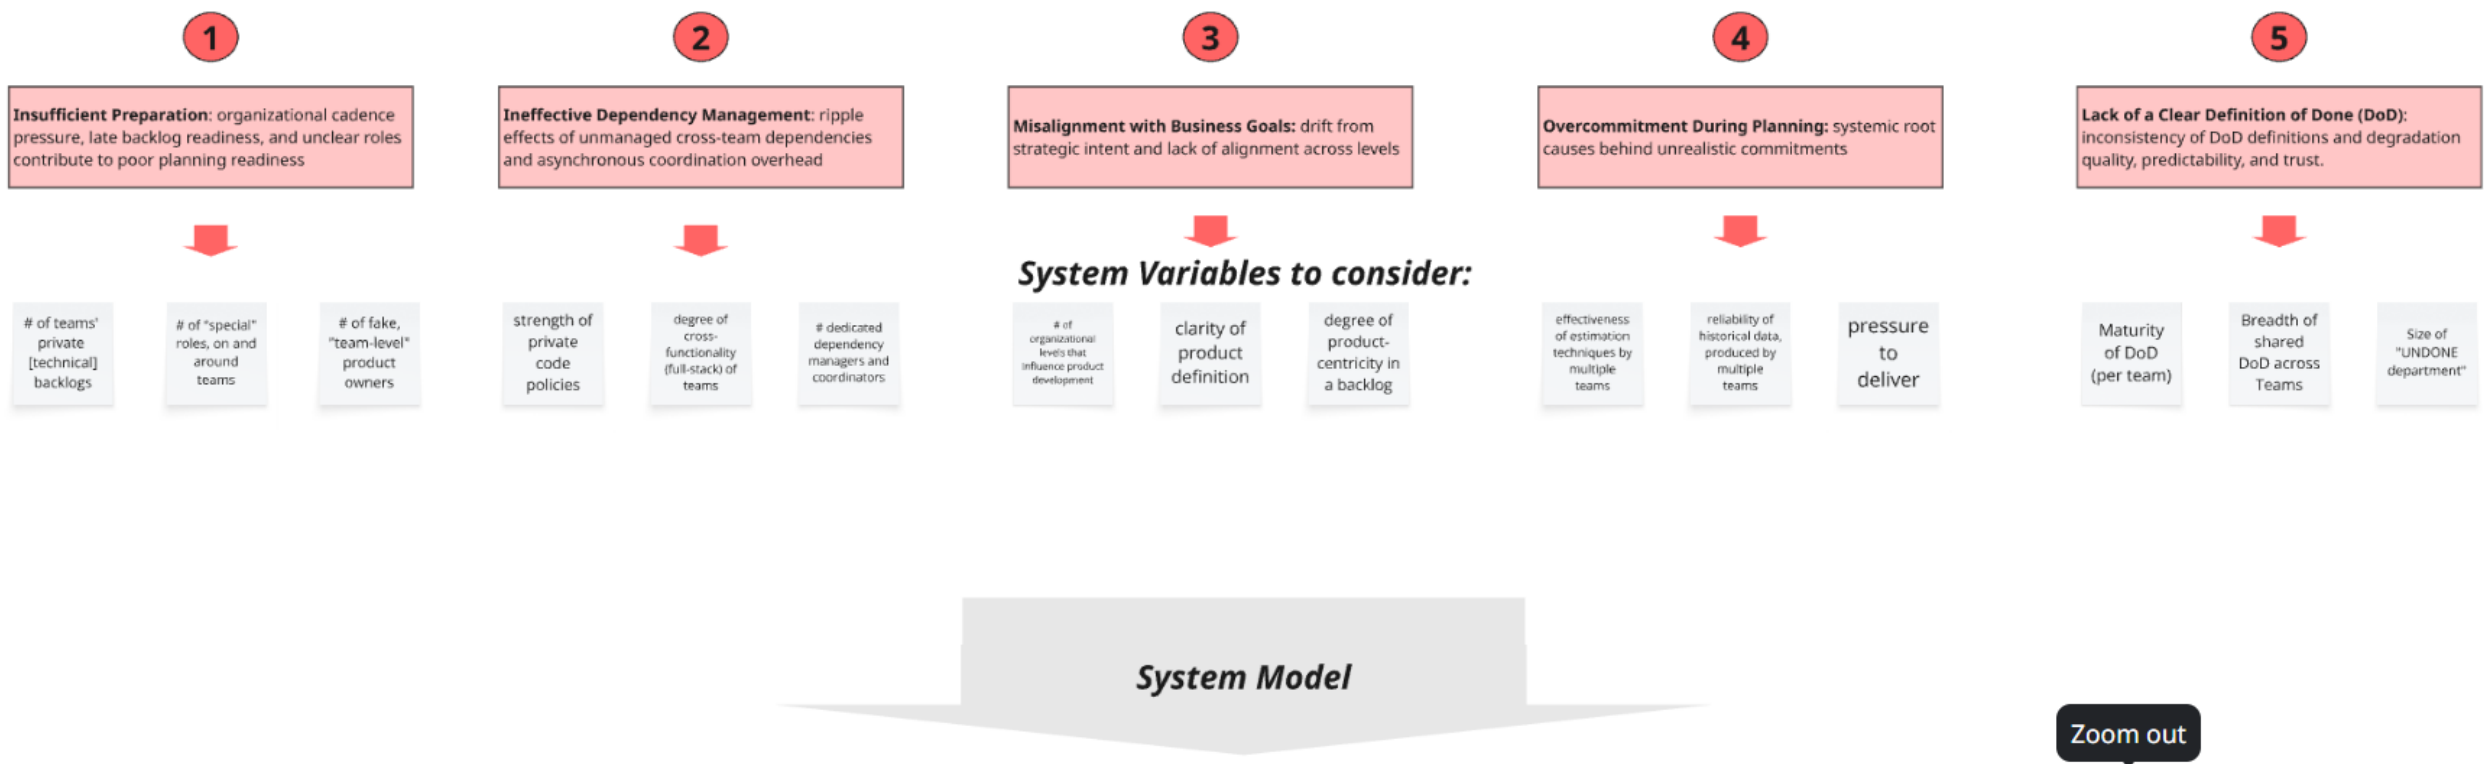 1
2
3
4
5
Insufficient Preparation: organizational cadence
pressure, late backlog readiness, and unclear roles
contribute to poor planning readiness
Ineffective Dependency Management: ripple
effects of unmanaged cross-team dependencies
and asynchronous coordination overhead
Misalignment with Business Goals: drift from
strategic intent and lack of alignment across levels
Overcommitment During Planning: systemic root
causes behind unrealistic commitments
Lack of a Clear Definition of Done (DoD):
inconsistency of DoD definitions and degradation
quality, predictability, and trust.
System Variables to consider:
# of teams'
private
[technical]
backlogs
# of "special"
roles, on and
around
teams
# of fake,
"team-level"
product
owners
strength of
private
code
policies
degree of
cross-
functionality
(full-stack) of
teams
# dedicated
dependency
managers and
coordinators
# of
organizational
levels that
influence product
development
clarity of
product
definition
degree of
product-
centricity in
a backlog
effectiveness
of estimation
techniques by
multiple
teams
reliability of
historical data,
produced by
multiple
teams
pressure
to
deliver
Maturity
of DoD
(per team)
Breadth of
shared
DoD across
Teams
Size of
"UNDONE
department"
System Model
Zoom out